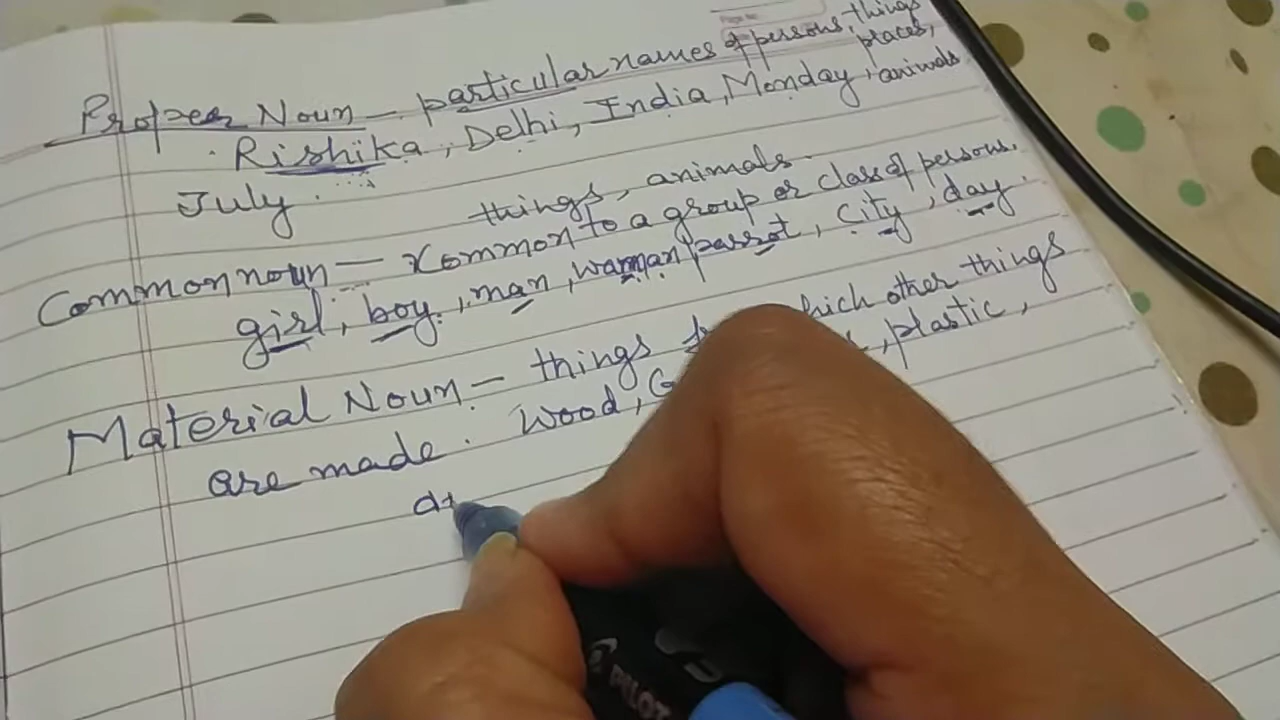 Proper Noun - particular names of persons, things
places,
Rishika, Delhi, India, Monday, animals
July.
things, animals.
Common noun - Common to a group or class of persons.
girl, boy, man, woman, parrot, city, day.
Material Noun - things which other things
are made. Wood, plastic,
PILOT